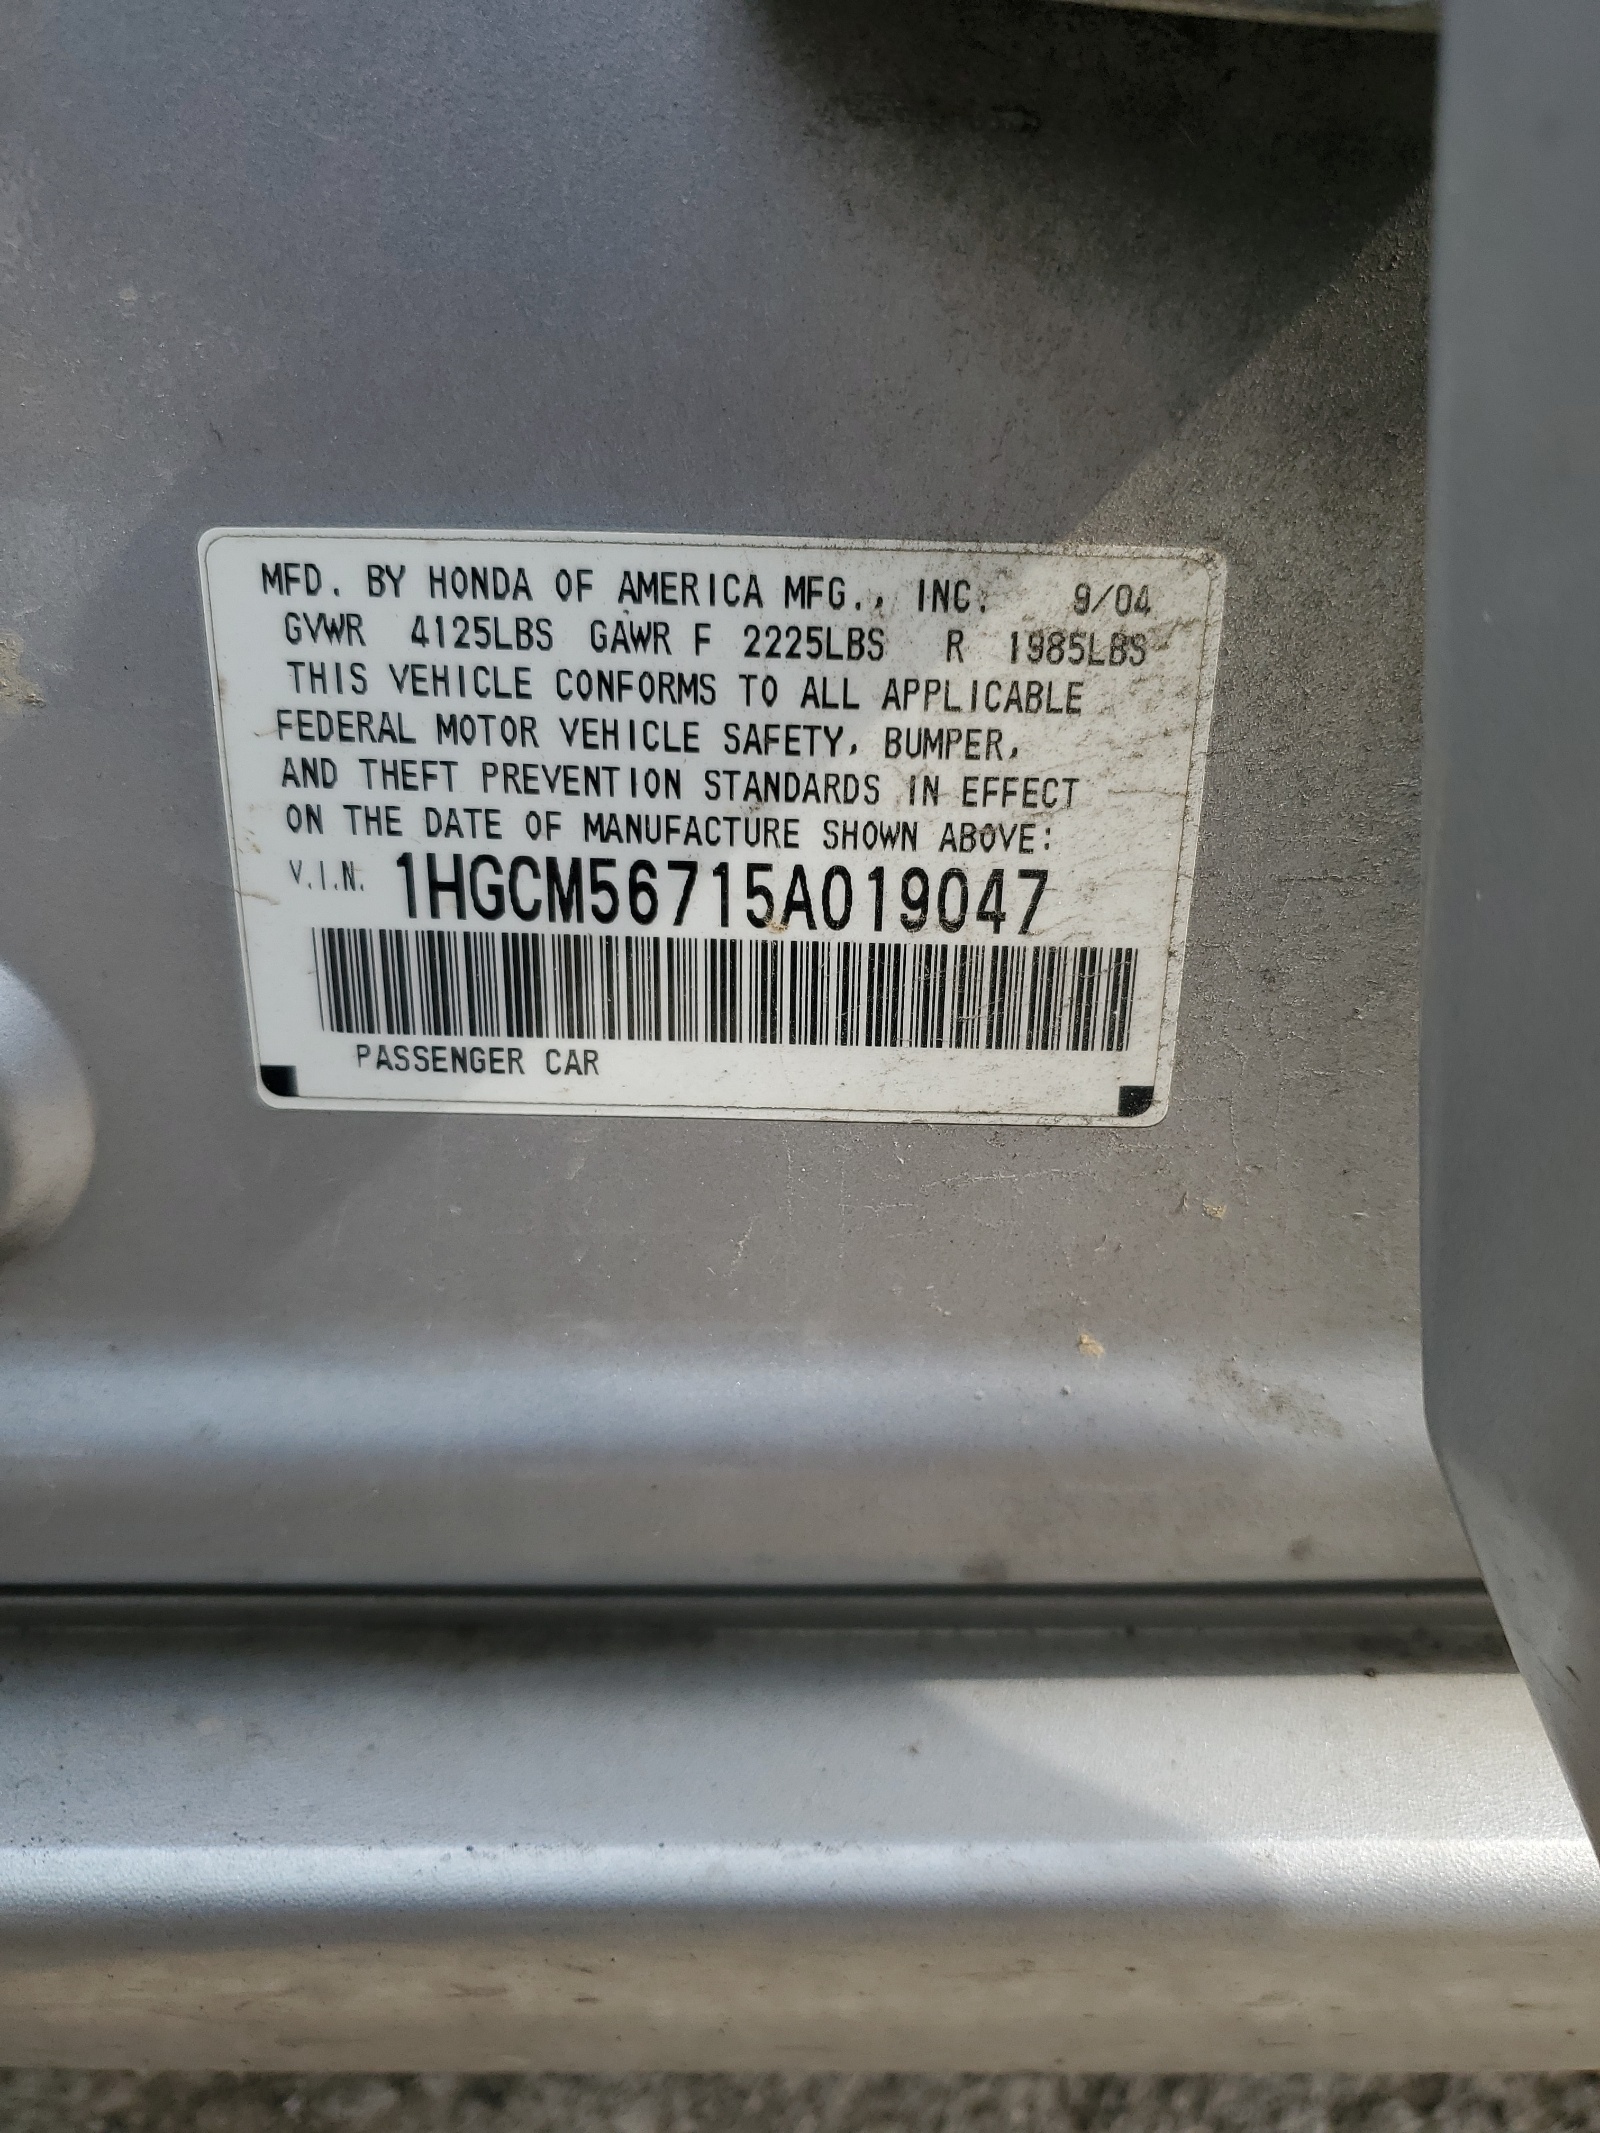 MFD. BY HONDA OF AMERICA MFG., INC. 9/04
GVWR 4125LBS GAWR F 2225LBS R 1985LBS
THIS VEHICLE CONFORMS TO ALL APPLICABLE
FEDERAL MOTOR VEHICLE SAFETY, BUMPER,
AND THEFT PREVENTION STANDARDS IN EFFECT
ON THE DATE OF MANUFACTURE SHOWN ABOVE:
V.I.N. 1HGCM56715A019047
PASSENGER CAR